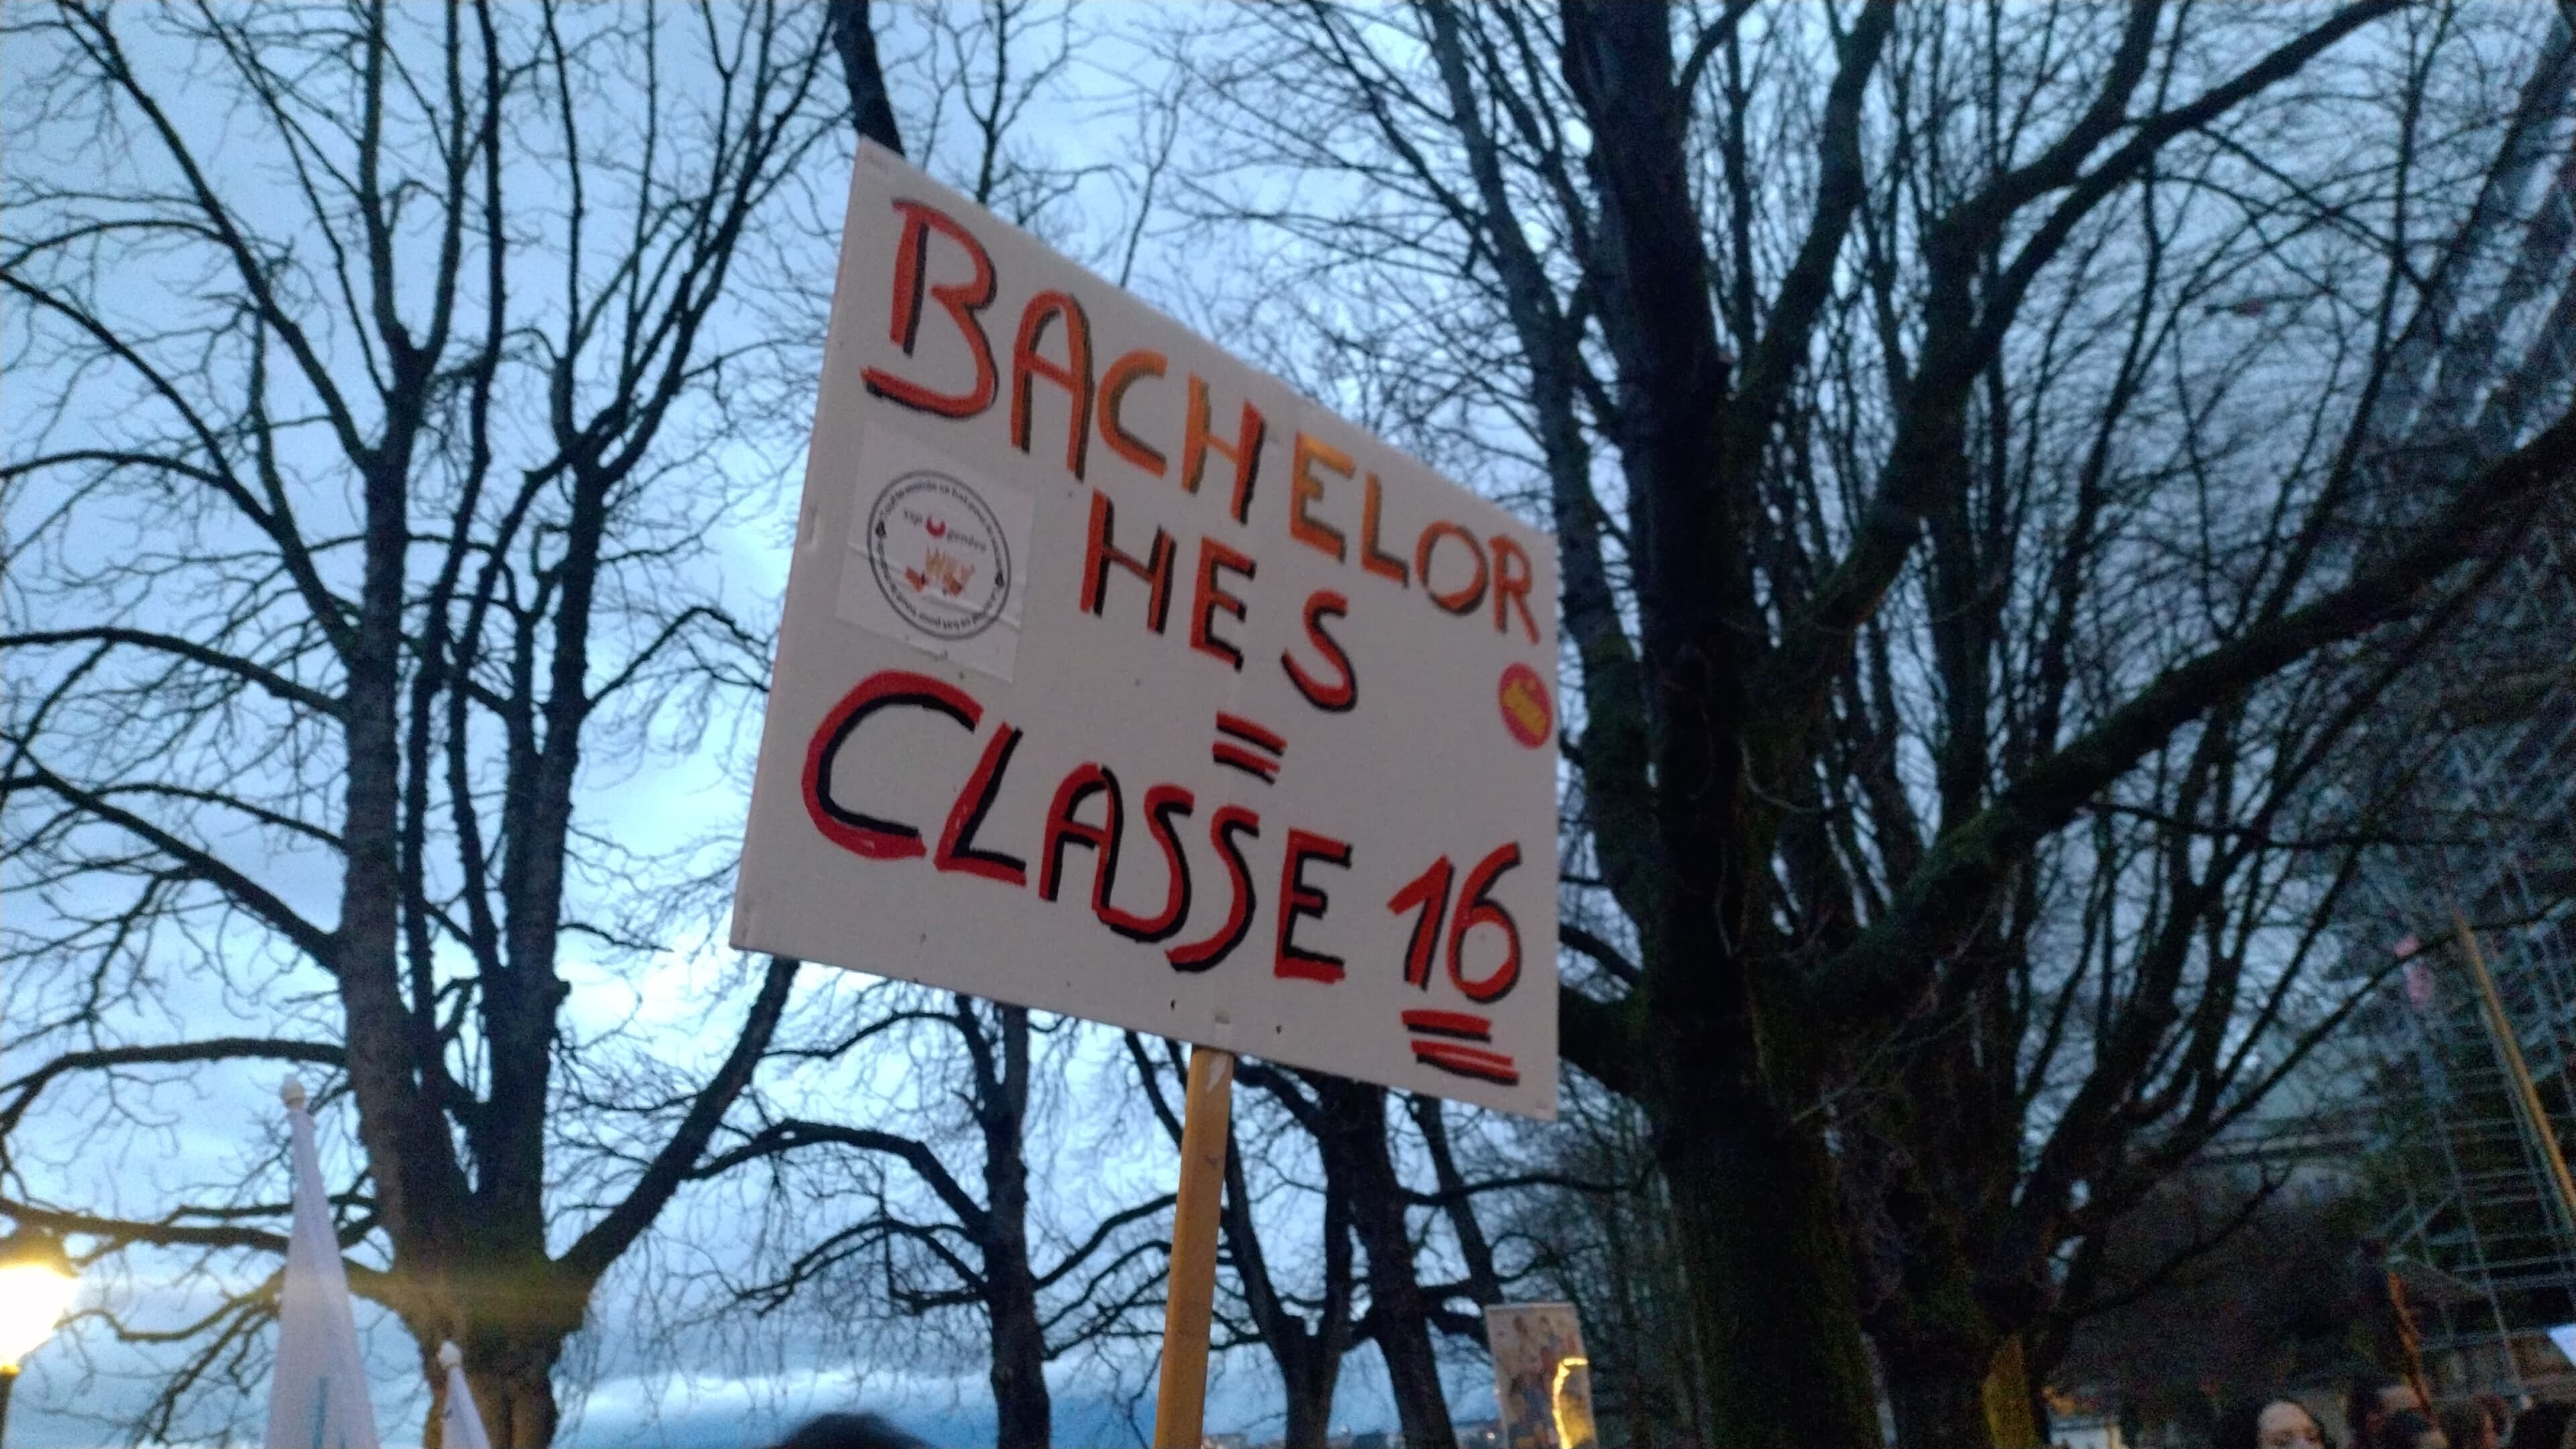 BACHELOR
HES
=
CLASSE 16